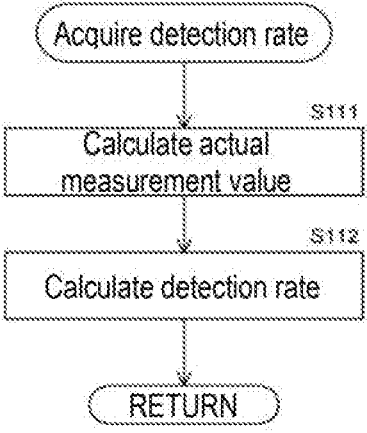 Acquire detection rate
S111
Calculate actual
measurement value
S112
Calculate detection rate
RETURN